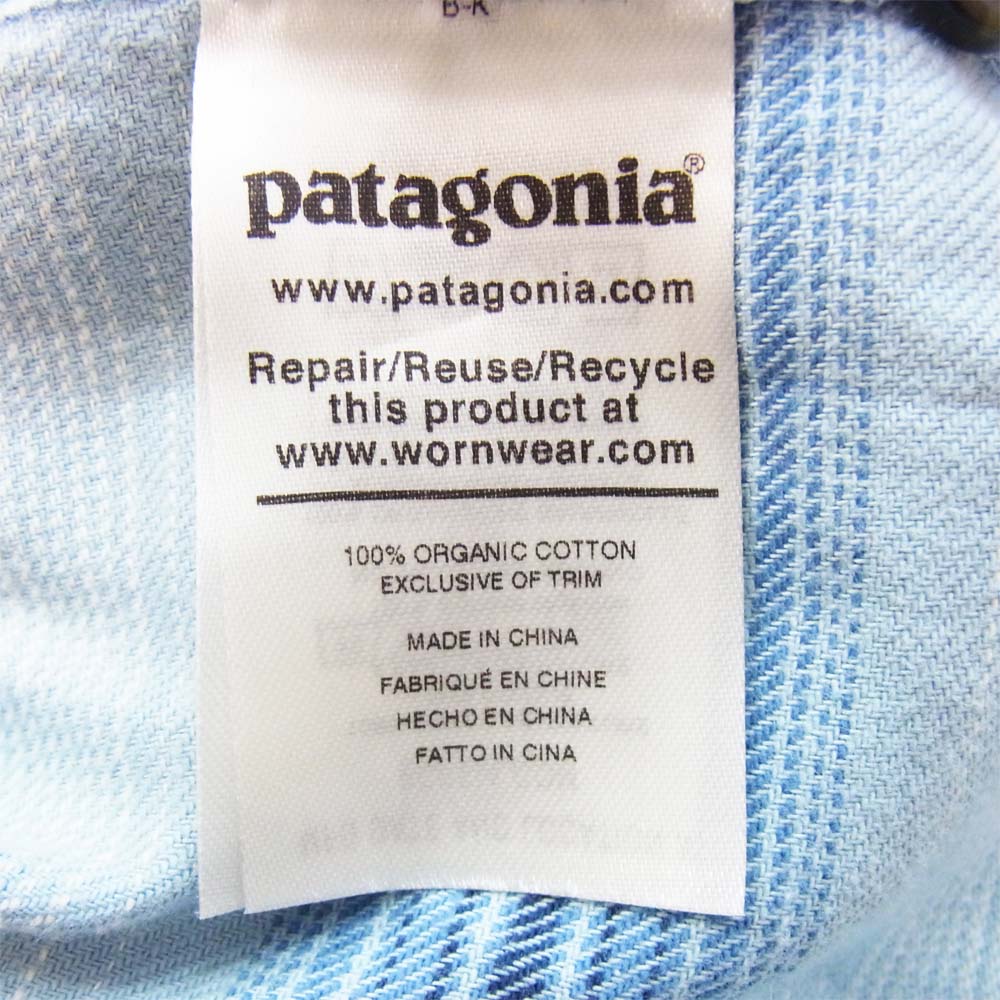 B-K
patagonia®
www.patagonia.com
Repair/Reuse/Recycle
this product at
www.wornwear.com
100% ORGANIC COTTON
EXCLUSIVE OF TRIM
MADE IN CHINA
FABRIQUÉ EN CHINE
HECHO EN CHINA
FATTO IN CINA